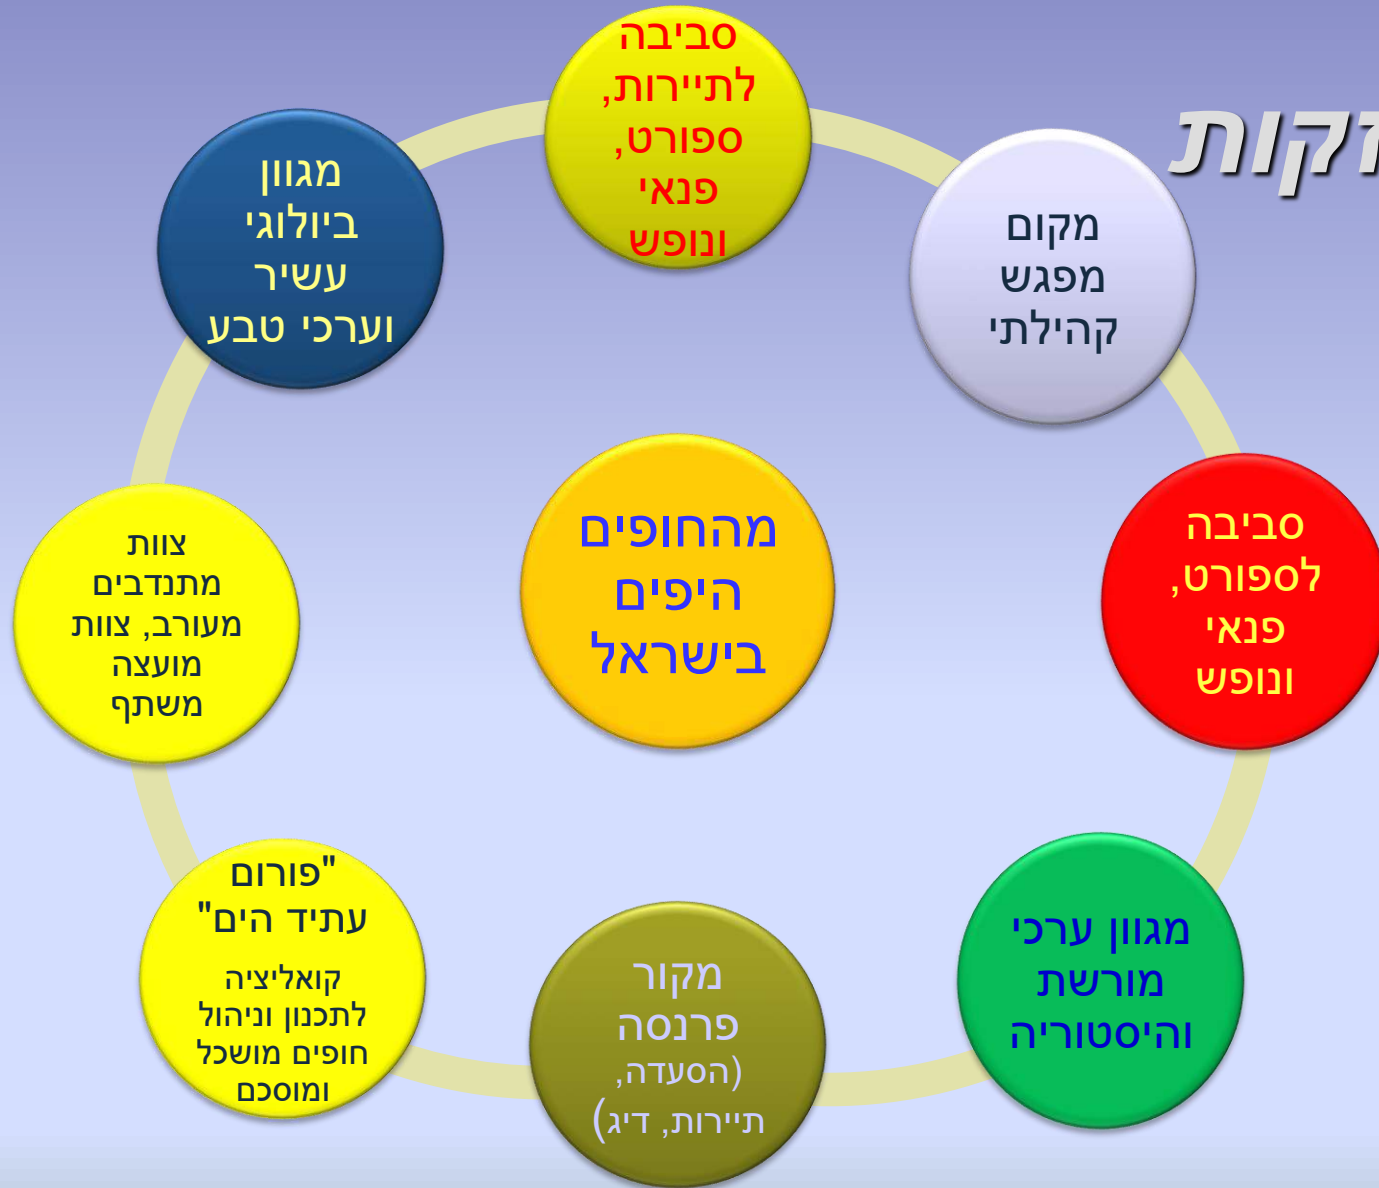 זקות
סביבה
לתיירות,
ספורט,
פנאי
ונופש
מקום
מפגש
קהילתי
סביבה
לספורט,
פנאי
ונופש
מגוון ערכי
מורשת
והיסטוריה
מקור
פרנסה
(הסעדה,
תיירות, דיג)
"פורום
עתיד הים"
קואליציה
לתכנון וניהול
חופים מושכל
ומוסכם
צוות
מתנדבים
מעורב, צוות
מועצה
משתף
מגוון
ביולוגי
עשיר
וערכי טבע
מהחופים
היפים
בישראל